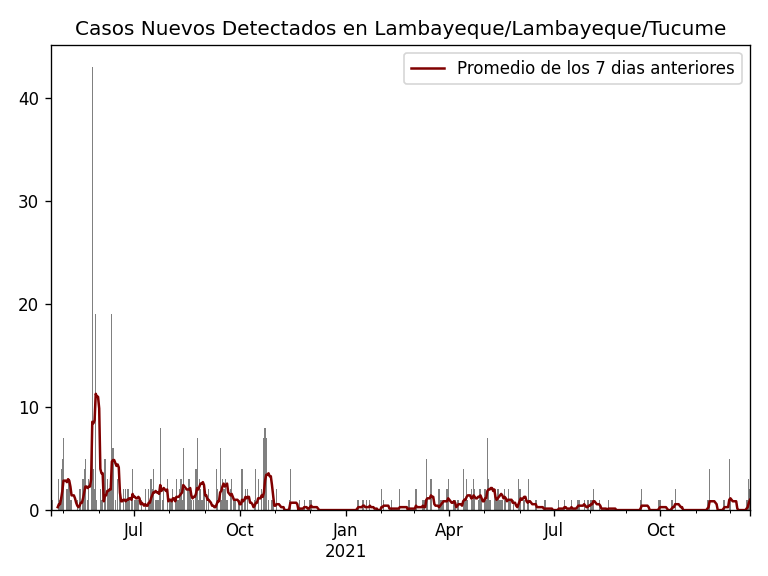 Casos Nuevos Detectados en Lambayeque/Lambayeque/Tucume
Promedio de los 7 dias anteriores
40
30
20
10
0
Jul
Oct
Jan
2021
Apr
Jul
Oct